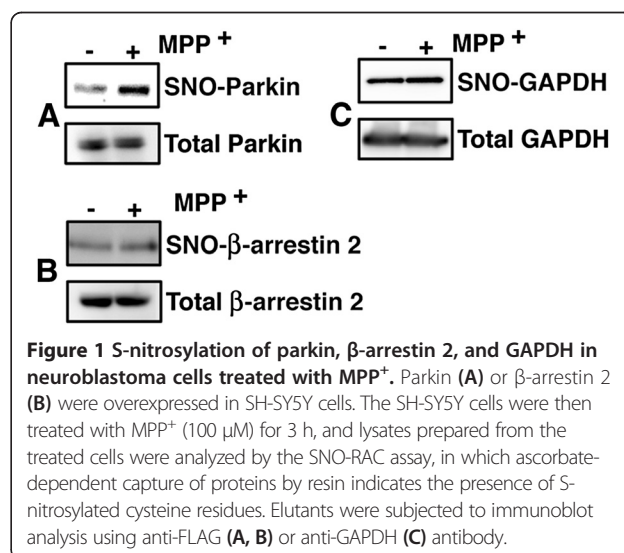 - + MPP +
SNO-Parkin
A
Total Parkin
- + MPP +
SNO-GAPDH
C
Total GAPDH
- + MPP +
SNO-β-arrestin 2
B
Total β-arrestin 2
Figure 1 S-nitrosylation of parkin, β-arrestin 2, and GAPDH in
neuroblastoma cells treated with MPP⁺. Parkin (A) or β-arrestin 2
(B) were overexpressed in SH-SY5Y cells. The SH-SY5Y cells were then
treated with MPP⁺ (100 μM) for 3 h, and lysates prepared from the
treated cells were analyzed by the SNO-RAC assay, in which ascorbate-
dependent capture of proteins by resin indicates the presence of S-
nitrosylated cysteine residues. Elutants were subjected to immunoblot
analysis using anti-FLAG (A, B) or anti-GAPDH (C) antibody.